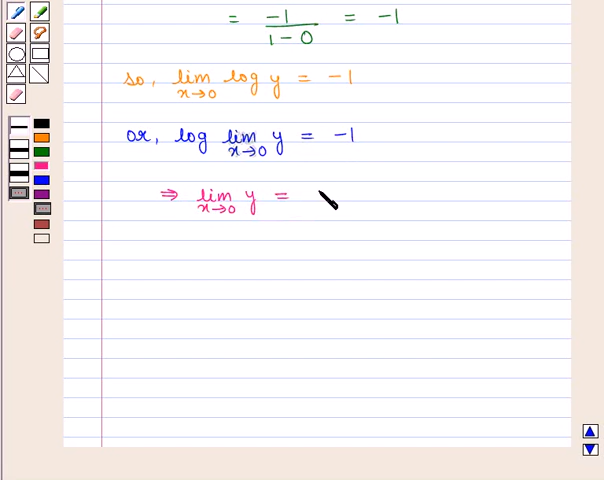 = -1 / 1-0 = -1
so, lim x→0 log y = -1
or, log lim x→0 y = -1
⇒ lim x→0 y =